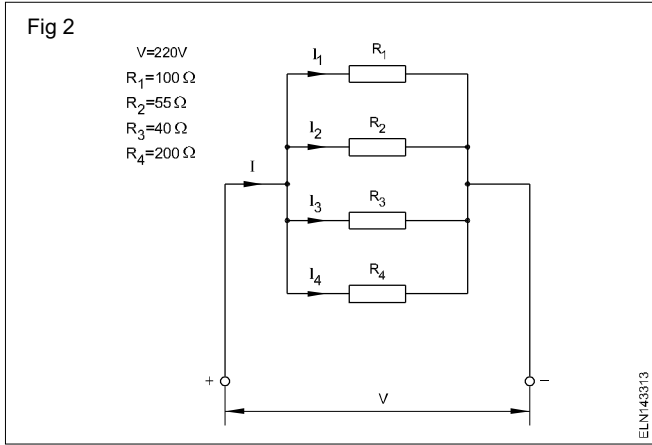 Fig 2
V=220V
R1=100 Ω
R2=55 Ω
R3=40 Ω
R4=200 Ω
I1
R1
I2
R2
I
I3
R3
I4
R4
+
−
V
ELN143313